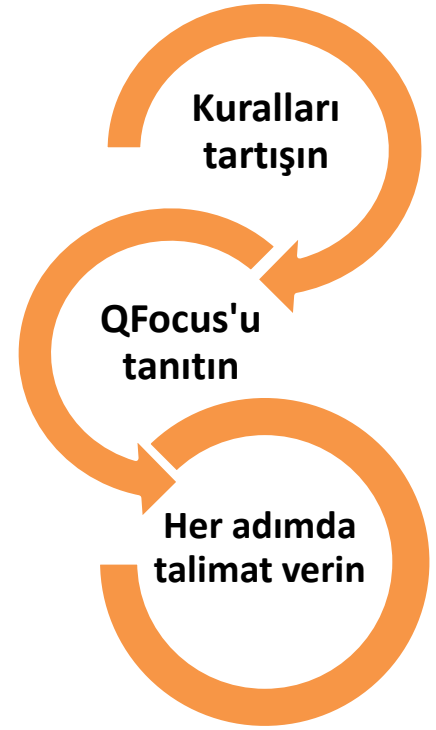 Kuralları
tartışın
QFocus'u
tanıtın
Her adımda
talimat verin